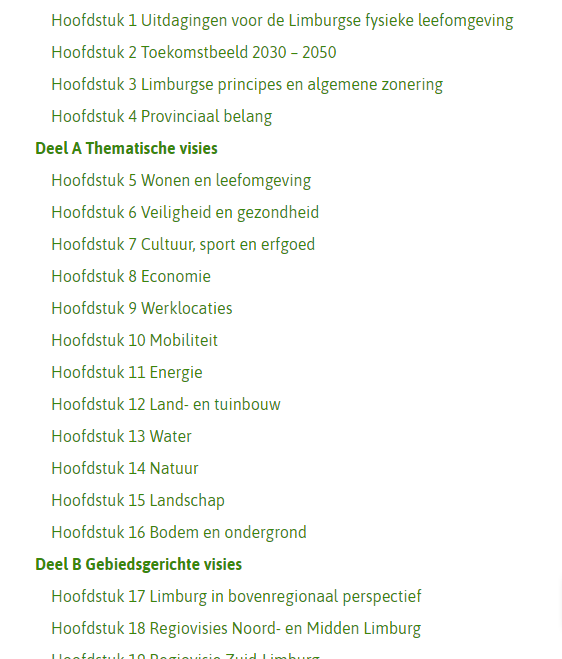 Hoofdstuk 1 Uitdagingen voor de Limburgse fysieke leefomgeving
Hoofdstuk 2 Toekomstbeeld 2030 – 2050
Hoofdstuk 3 Limburgse principes en algemene zonering
Hoofdstuk 4 Provinciaal belang
Deel A Thematische visies
Hoofdstuk 5 Wonen en leefomgeving
Hoofdstuk 6 Veiligheid en gezondheid
Hoofdstuk 7 Cultuur, sport en erfgoed
Hoofdstuk 8 Economie
Hoofdstuk 9 Werklocaties
Hoofdstuk 10 Mobiliteit
Hoofdstuk 11 Energie
Hoofdstuk 12 Land- en tuinbouw
Hoofdstuk 13 Water
Hoofdstuk 14 Natuur
Hoofdstuk 15 Landschap
Hoofdstuk 16 Bodem en ondergrond
Deel B Gebiedsgerichte visies
Hoofdstuk 17 Limburg in bovenregionaal perspectief
Hoofdstuk 18 Regiovisies Noord- en Midden Limburg
Hoofdstuk 19 Regiovisie Zuid-Limburg